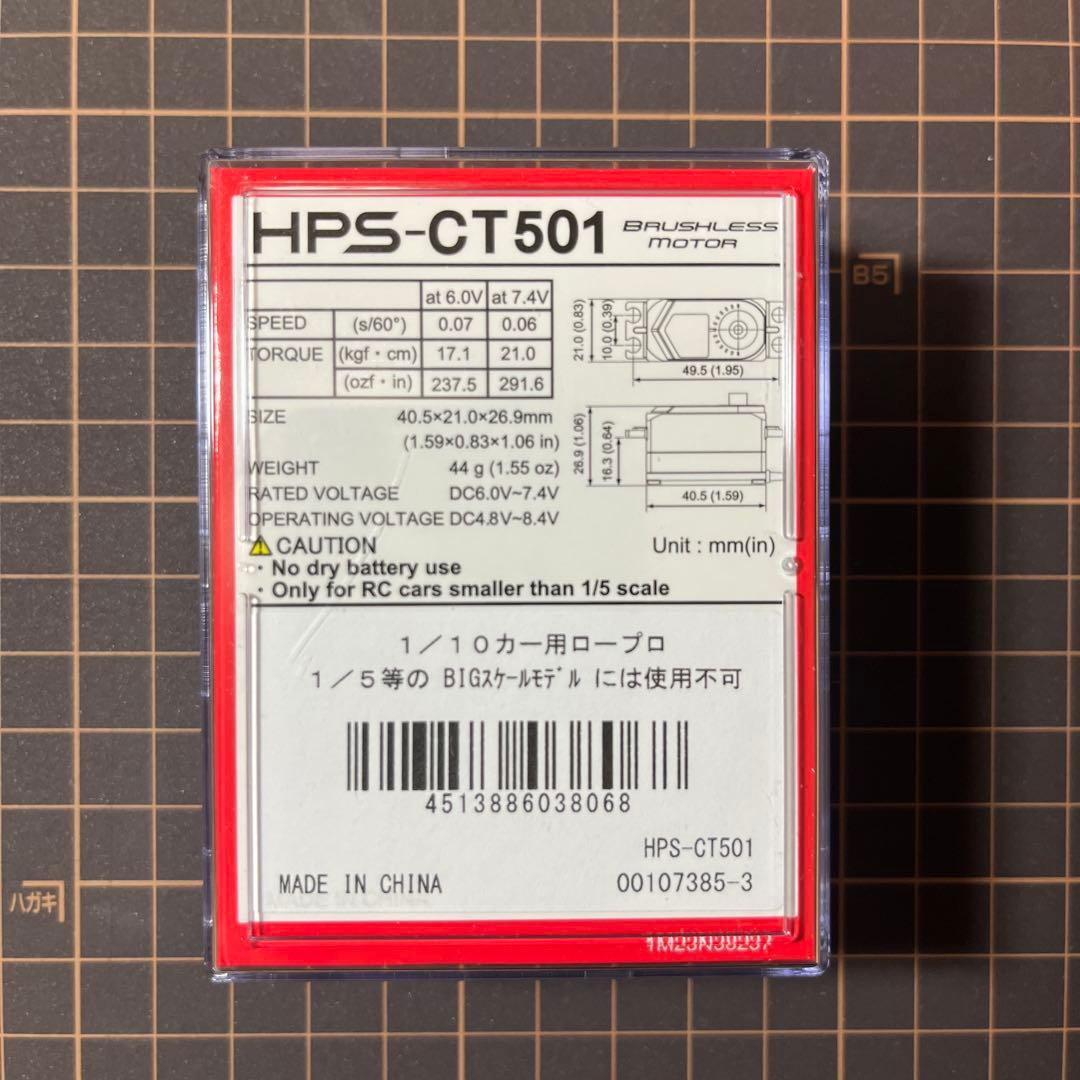 HPS-CT501 BRUSHLESS MOTOR
at 6.0V at 7.4V
SPEED (s/60°) 0.07 0.06
TORQUE (kgf・cm) 17.1 21.0
(ozf・in) 237.5 291.6
SIZE 40.5×21.0×26.9mm
(1.59×0.83×1.06 in)
WEIGHT 44 g (1.55 oz)
RATED VOLTAGE DC6.0V~7.4V
OPERATING VOLTAGE DC4.8V~8.4V
21.0 (0.83)
10.0 (0.39)
49.5 (1.95)
26.9 (1.06)
16.3 (0.64)
40.5 (1.59)
Unit : mm(in)
CAUTION
・No dry battery use
・Only for RC cars smaller than 1/5 scale
1/10カー用ロープロ
1/5等の BIGｽｹｰﾙﾓﾃﾞﾙ には使用不可
4513886038068
HPS-CT501
MADE IN CHINA 00107385-3
1M23N38237
B5
ハガキ